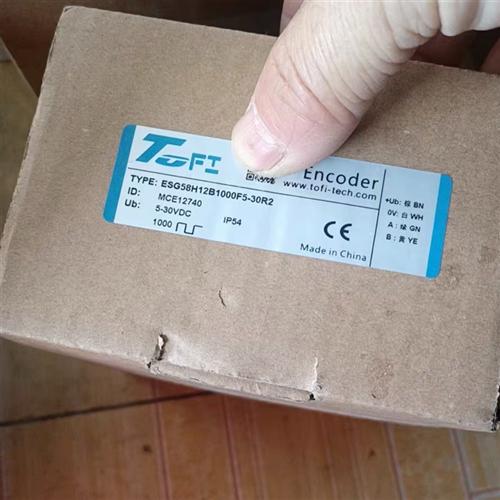 TOFI Encoder
www.tofi-tech.com
TYPE: ESG58H12B1000F5-30R2
ID: MCE12740
Ub: 5-30VDC IP54
1000
Made in China
CE
+Ub: 棕 BN
0V: 白 WH
A: 绿 GN
B: 黄 YE